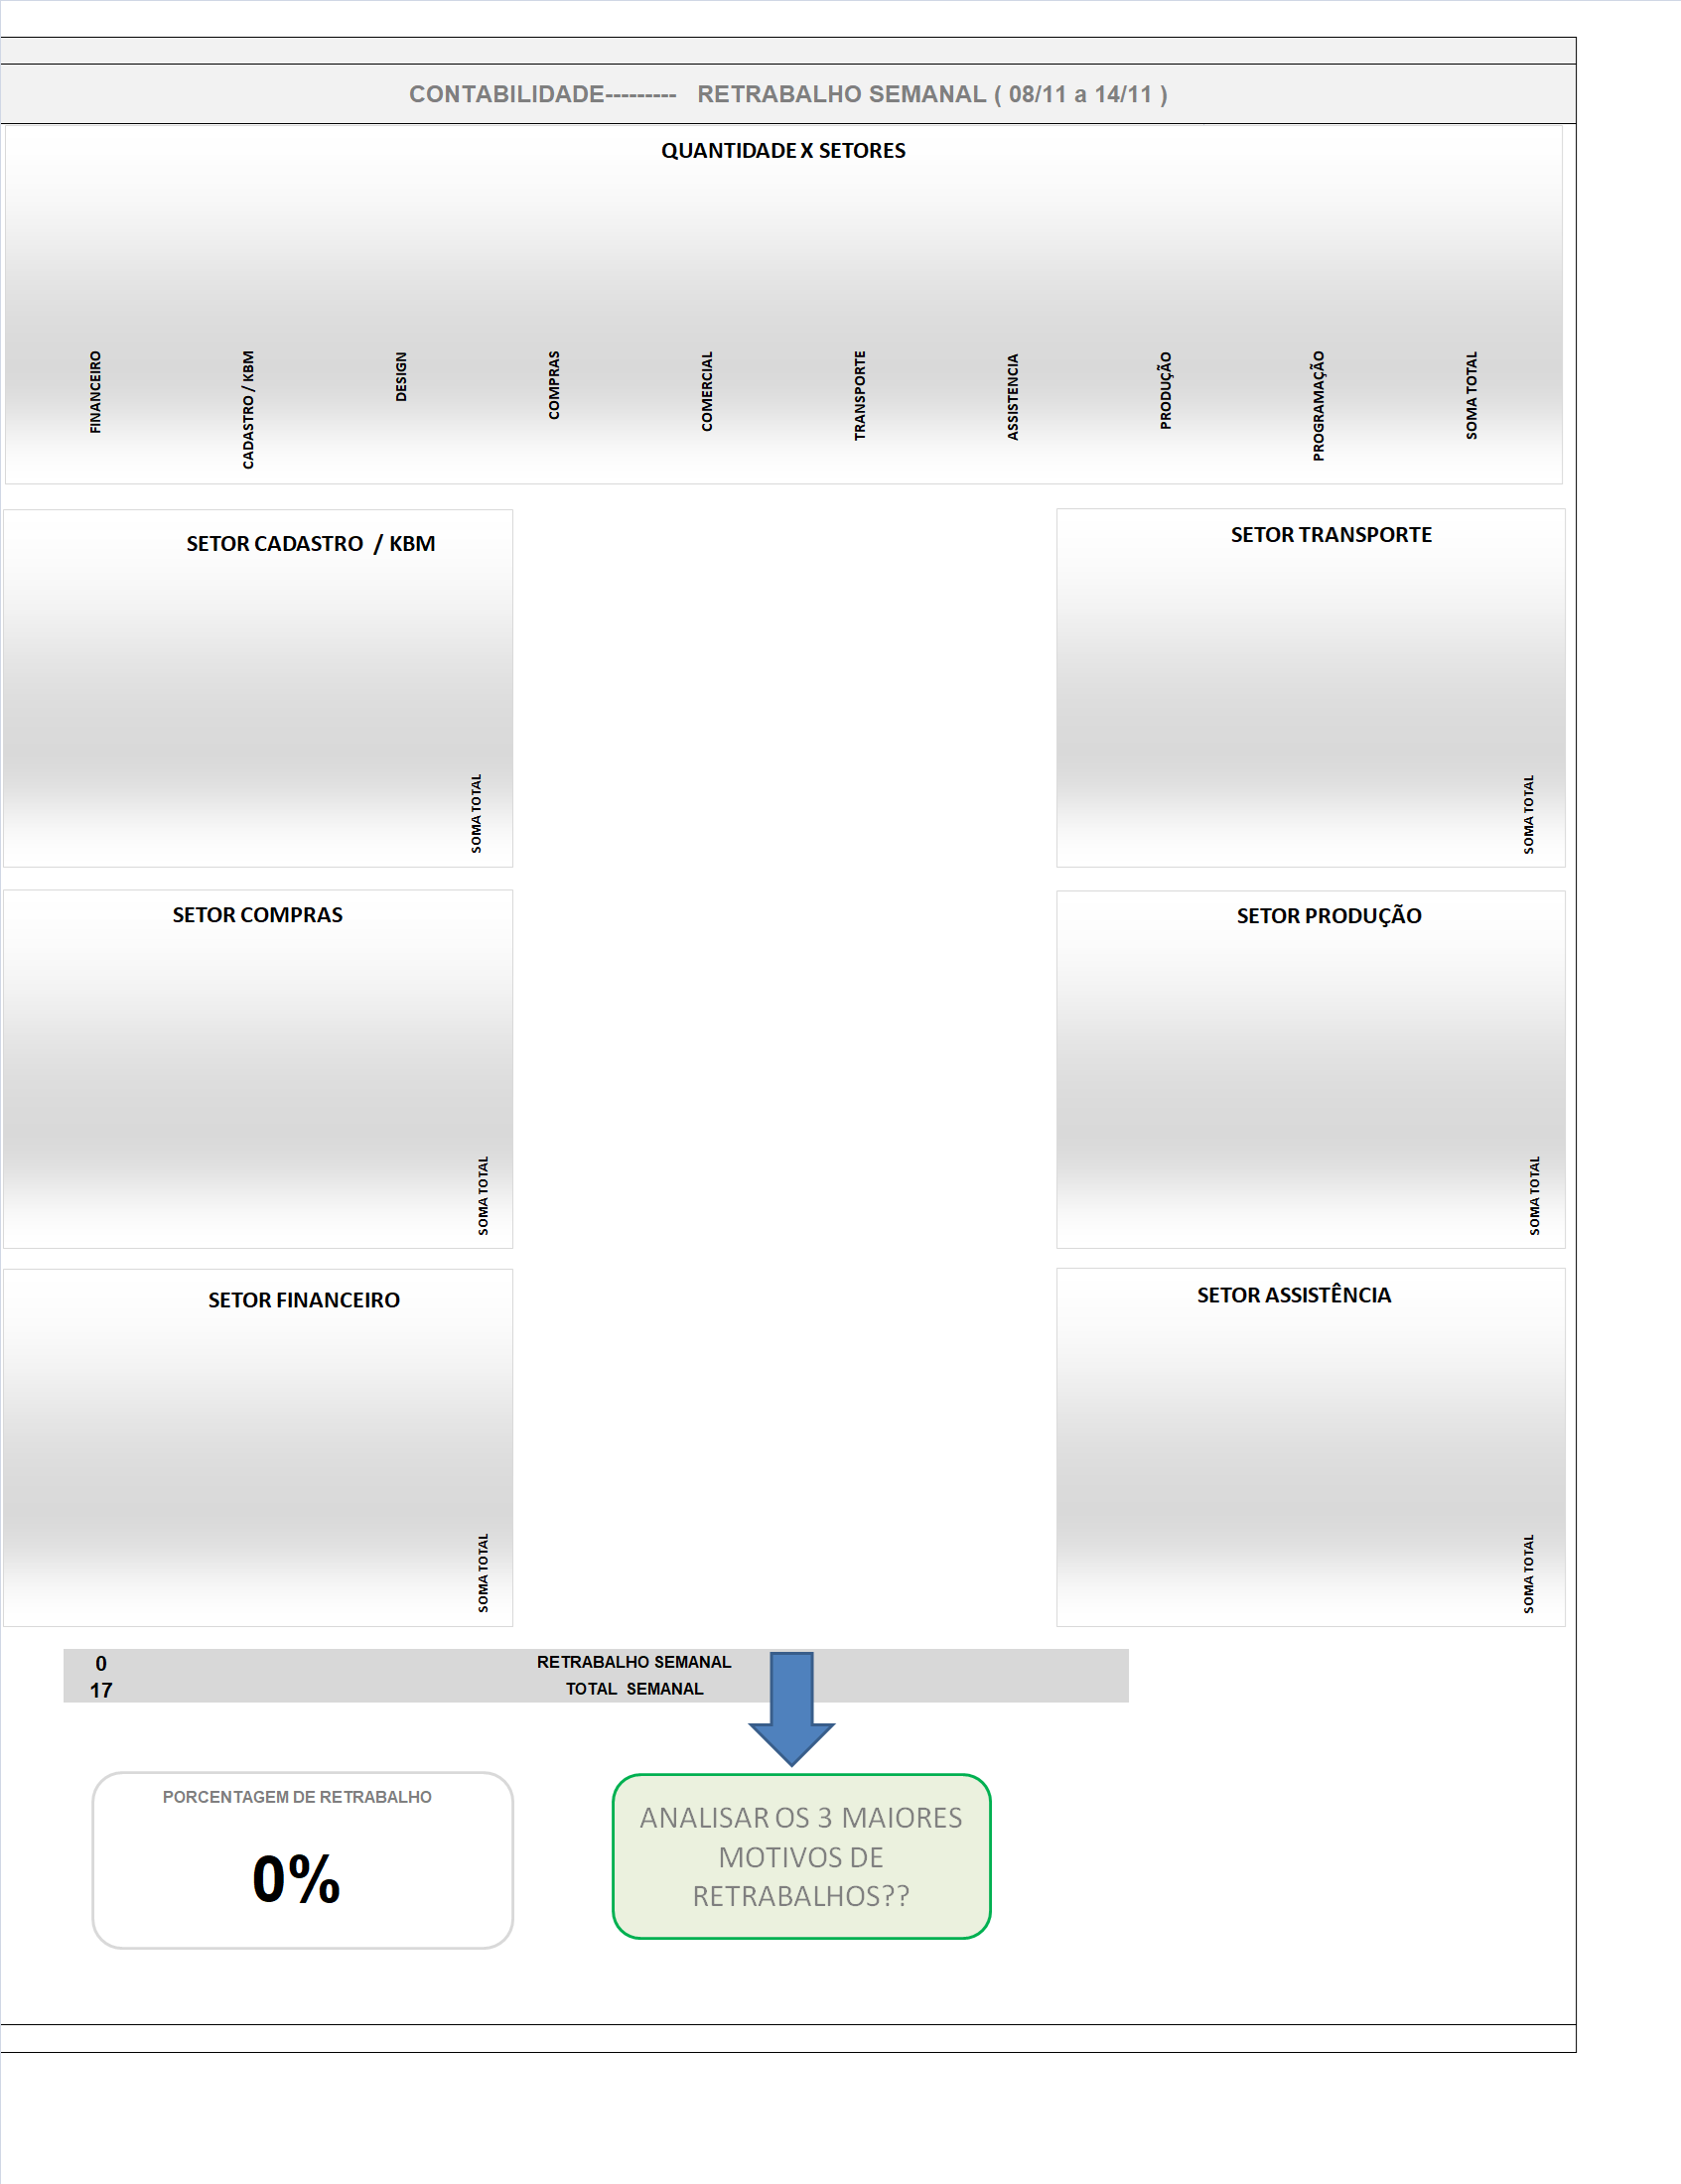 CONTABILIDADE--------- RETRABALHO SEMANAL ( 08/11 a 14/11 )
QUANTIDADE X SETORES
FINANCEIRO
CADASTRO / KBM
DESIGN
COMPRAS
COMERCIAL
TRANSPORTE
ASSISTENCIA
PRODUÇÃO
PROGRAMAÇÃO
SOMA TOTAL
SETOR CADASTRO / KBM
SOMA TOTAL
SETOR TRANSPORTE
SOMA TOTAL
SETOR COMPRAS
SOMA TOTAL
SETOR PRODUÇÃO
SOMA TOTAL
SETOR FINANCEIRO
SOMA TOTAL
SETOR ASSISTÊNCIA
SOMA TOTAL
0 RETRABALHO SEMANAL
17 TOTAL SEMANAL
PORCENTAGEM DE RETRABALHO
0%
ANALISAR OS 3 MAIORES
MOTIVOS DE
RETRABALHOS??